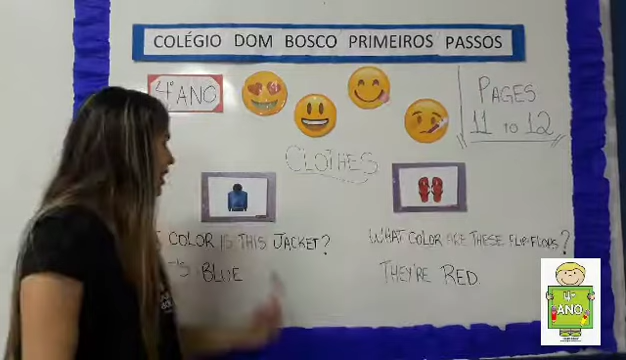 COLÉGIO DOM BOSCO PRIMEIROS PASSOS
4º ANO
PAGES
11 TO 12
CLOTHES
COLOR IS THIS JACKET?
BLUE
WHAT COLOR ARE THESE FLIP-FLOPS?
THEY'RE RED.
4º
ANO